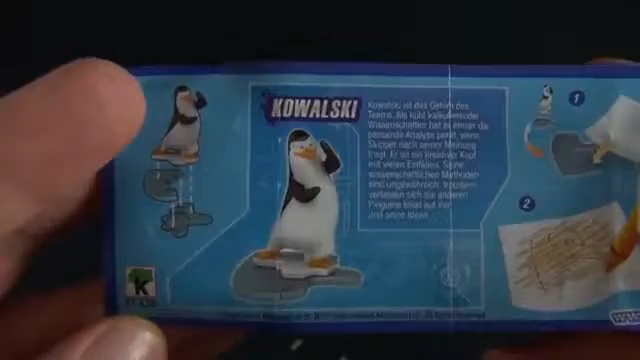 KOWALSKI
Kowalski ist das Gehirn des
Teams. Als kühl kalkulierender
Wissenschaftler hat er immer die
passende Analyse parat, wenn
Skipper nach seiner Meinung
fragt. Er ist ein kreativer Kopf
mit vielen Einfällen. Seine
wissenschaftlichen Methoden
sind ungewöhnlich, trotzdem
verlassen sich die anderen
Pinguine blind auf ihn
und seine Ideen.
1
2
K